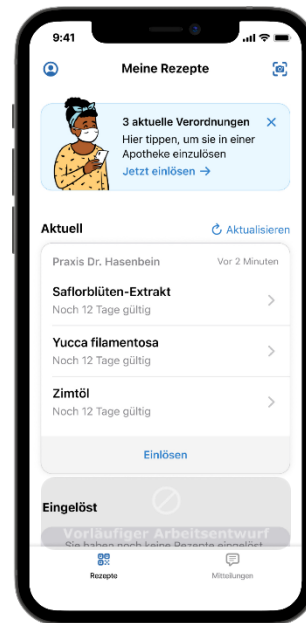 9:41
Meine Rezepte
3 aktuelle Verordnungen
Hier tippen, um sie in einer
Apotheke einzulösen
Jetzt einlösen →
Aktuell
Aktualisieren
Praxis Dr. Hasenbein
Vor 2 Minuten
Saflorblüten-Extrakt
Noch 12 Tage gültig
Yucca filamentosa
Noch 12 Tage gültig
Zimtöl
Noch 12 Tage gültig
Einlösen
Eingelöst
Vorläufiger Arbeitsentwurf
Sie haben noch keine Rezepte eingelöst
Rezepte
Mitteilungen